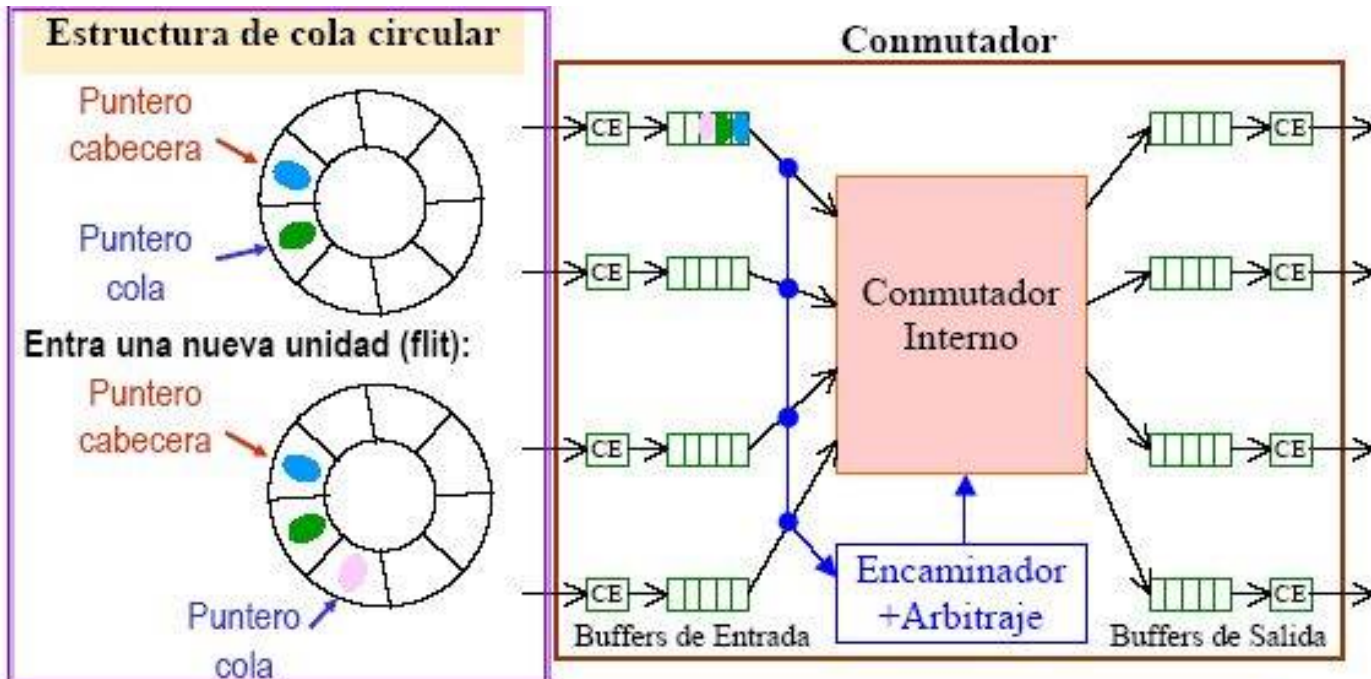 Estructura de cola circular
Puntero
cabecera
Puntero
cola
Entra una nueva unidad (flit):
Puntero
cabecera
Puntero
cola
Conmutador
CE
CE
CE
CE
Buffers de Entrada
Conmutador
Interno
Encaminador
+Arbitraje
CE
CE
CE
CE
Buffers de Salida